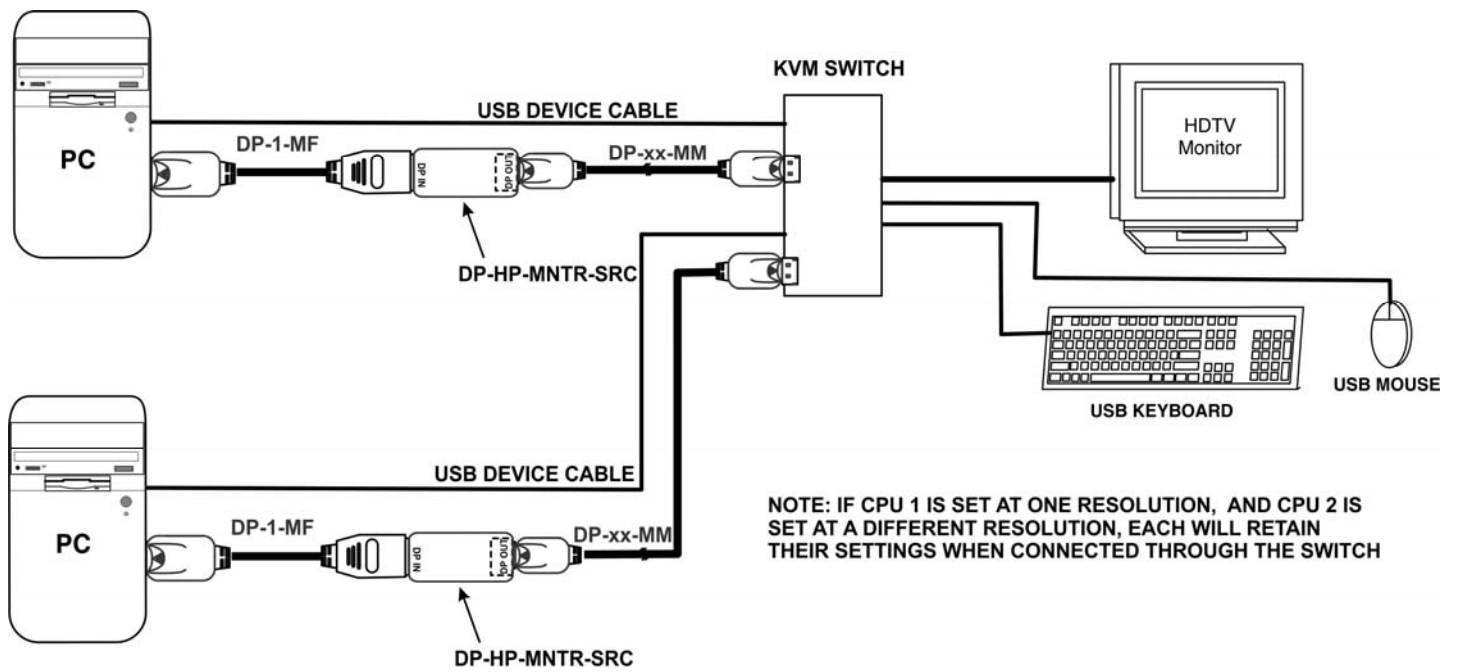 KVM SWITCH
USB DEVICE CABLE
PC
DP-1-MF
DP IN
DP OUT
DP-xx-MM
HDTV
Monitor
DP-HP-MNTR-SRC
USB MOUSE
USB KEYBOARD
USB DEVICE CABLE
PC
DP-1-MF
DP IN
DP OUT
DP-xx-MM
NOTE: IF CPU 1 IS SET AT ONE RESOLUTION, AND CPU 2 IS
SET AT A DIFFERENT RESOLUTION, EACH WILL RETAIN
THEIR SETTINGS WHEN CONNECTED THROUGH THE SWITCH
DP-HP-MNTR-SRC